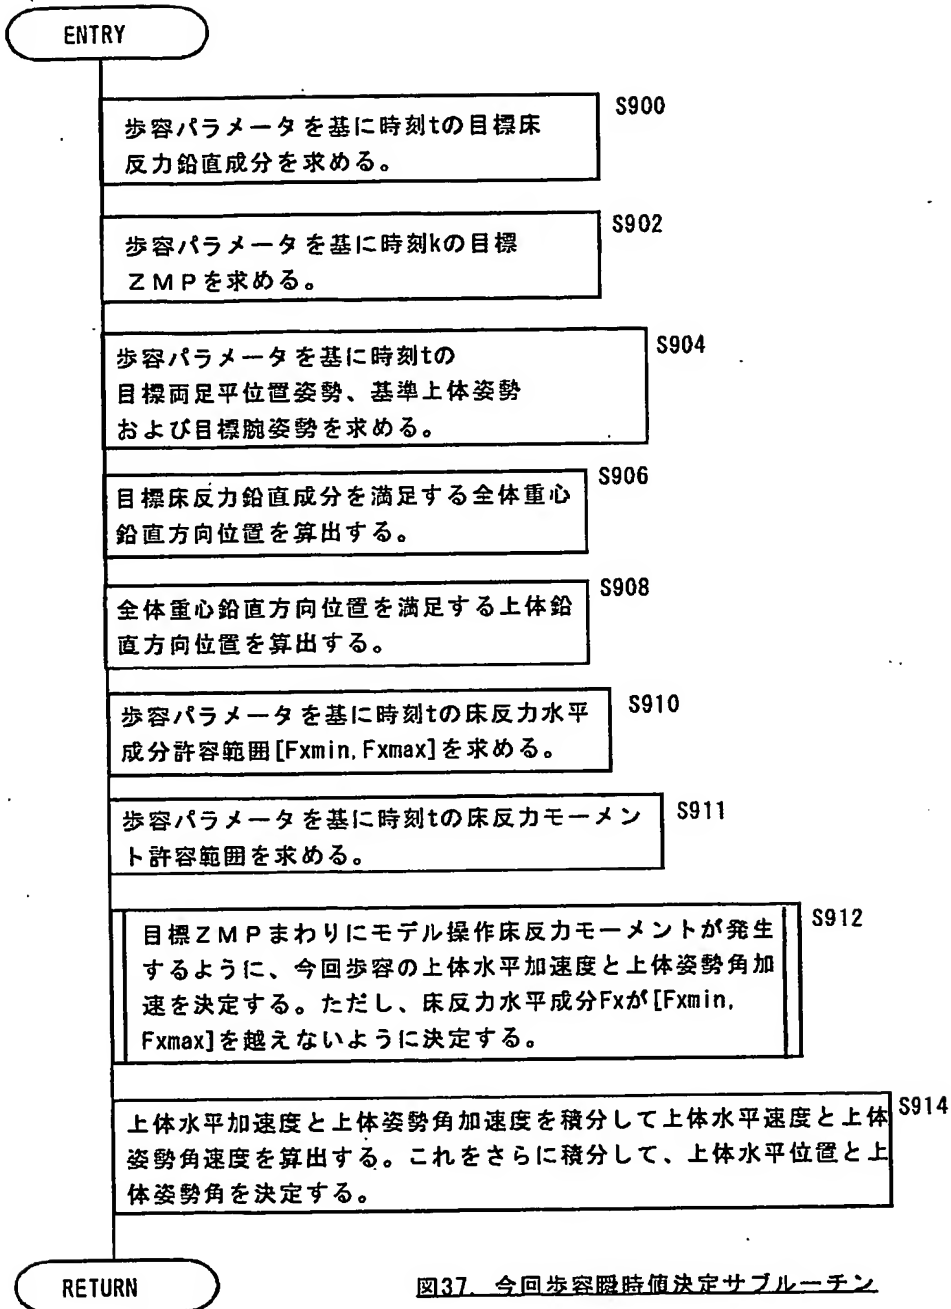 ENTRY
S900
歩容パラメータを基に時刻tの目標床
反力鉛直成分を求める。
S902
歩容パラメータを基に時刻kの目標
ZMPを求める。
S904
歩容パラメータを基に時刻tの
目標両足平位置姿勢、基準上体姿勢
および目標腕姿勢を求める。
S906
目標床反力鉛直成分を満足する全体重心
鉛直方向位置を算出する。
S908
全体重心鉛直方向位置を満足する上体鉛
直方向位置を算出する。
S910
歩容パラメータを基に時刻tの床反力水平
成分許容範囲[Fxmin,Fxmax]を求める。
S911
歩容パラメータを基に時刻tの床反力モーメン
ト許容範囲を求める。
S912
目標ZMPまわりにモデル操作床反力モーメントが発生
するように、今回歩容の上体水平加速度と上体姿勢角加
速を決定する。ただし、床反力水平成分Fxが[Fxmin,
Fxmax]を越えないように決定する。
S914
上体水平加速度と上体姿勢角加速度を積分して上体水平速度と上体
姿勢角速度を算出する。これをさらに積分して、上体水平位置と上
体姿勢角を決定する。
RETURN
図37. 今回歩容瞬時値決定サブルーチン